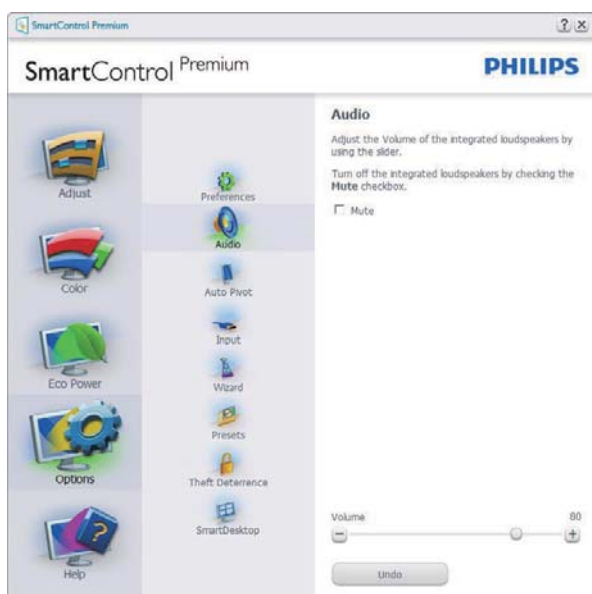 SmartControl Premium
? x
SmartControl Premium
PHILIPS
Adjust
Color
Eco Power
Options
Help
Preferences
Audio
Auto Pivot
Input
Wizard
Presets
Theft Deterrence
SmartDesktop
Audio
Adjust the Volume of the integrated loudspeakers by
using the slider.
Turn off the integrated loudspeakers by checking the
Mute checkbox.
Mute
Volume 80
Undo